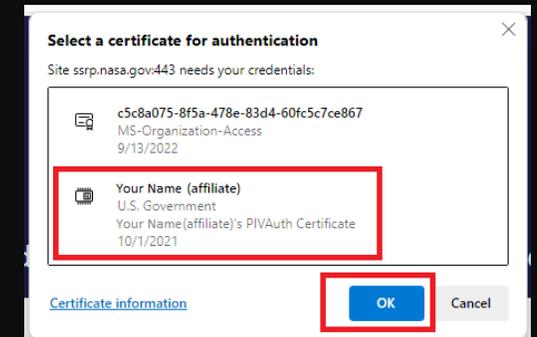 Select a certificate for authentication
Site ssrp.nasa.gov:443 needs your credentials:
c5c8a075-8f5a-478e-83d4-60fc5c7ce867
MS-Organization-Access
9/13/2022
Your Name (affiliate)
U.S. Government
Your Name(affiliate)'s PIVAuth Certificate
10/1/2021
Certificate information
OK
Cancel